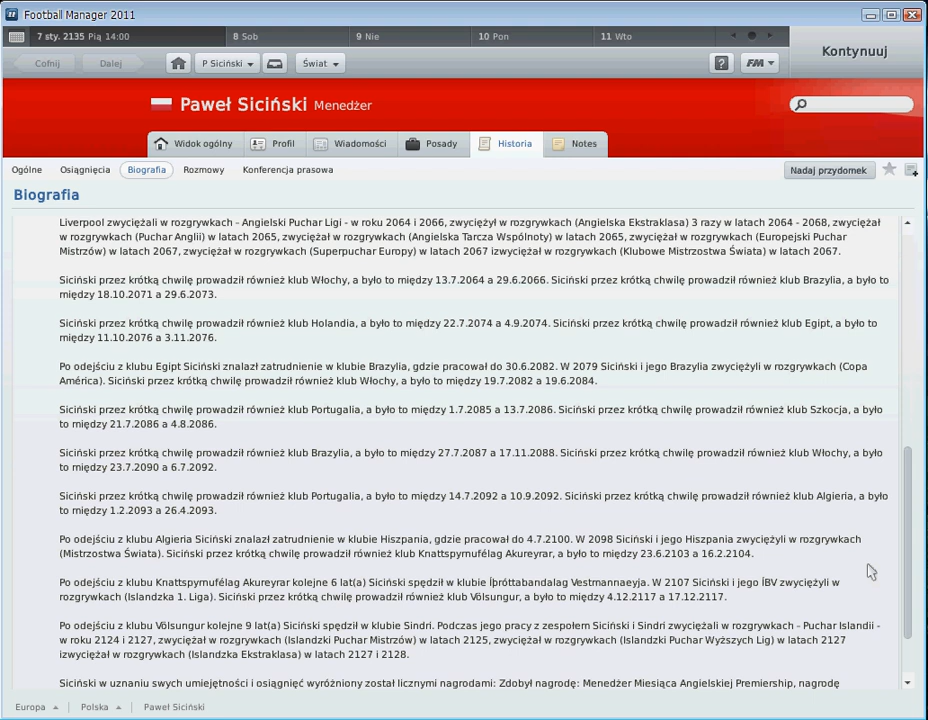 Football Manager 2011
7 sty. 2135 Pią 14:00
8 Sob
9 Nie
10 Pon
11 Wto
Kontynuuj
Cofnij
Dalej
P Siciński
Świat
?
FM
Paweł Siciński Menedżer
Widok ogólny
Profil
Wiadomości
Posady
Historia
Notes
Ogólne
Osiągnięcia
Biografia
Rozmowy
Konferencja prasowa
Nadaj przydomek
Biografia
Liverpool zwyciężali w rozgrywkach - Angielski Puchar Ligi - w roku 2064 i 2066, zwyciężył w rozgrywkach (Angielska Ekstraklasa) 3 razy w latach 2064 - 2068, zwyciężał
w rozgrywkach (Puchar Anglii) w latach 2065, zwyciężał w rozgrywkach (Angielska Tarcza Wspólnoty) w latach 2065, zwyciężał w rozgrywkach (Europejski Puchar
Mistrzów) w latach 2067, zwyciężał w rozgrywkach (Superpuchar Europy) w latach 2067 izwyciężał w rozgrywkach (Klubowe Mistrzostwa Świata) w latach 2067.
Siciński przez krótką chwilę prowadził również klub Włochy, a było to między 13.7.2064 a 29.6.2066. Siciński przez krótką chwilę prowadził również klub Brazylia, a było to
między 18.10.2071 a 29.6.2073.
Siciński przez krótką chwilę prowadził również klub Holandia, a było to między 22.7.2074 a 4.9.2074. Siciński przez krótką chwilę prowadził również klub Egipt, a było to
między 11.10.2076 a 3.11.2076.
Po odejściu z klubu Egipt Siciński znalazł zatrudnienie w klubie Brazylia, gdzie pracował do 30.6.2082. W 2079 Siciński i jego Brazylia zwyciężyli w rozgrywkach (Copa
América). Siciński przez krótką chwilę prowadził również klub Włochy, a było to między 19.7.2082 a 19.6.2084.
Siciński przez krótką chwilę prowadził również klub Portugalia, a było to między 1.7.2085 a 13.7.2086. Siciński przez krótką chwilę prowadził również klub Szkocja, a było
to między 21.7.2086 a 4.8.2086.
Siciński przez krótką chwilę prowadził również klub Brazylia, a było to między 27.7.2087 a 17.11.2088. Siciński przez krótką chwilę prowadził również klub Włochy, a było
to między 23.7.2090 a 6.7.2092.
Siciński przez krótką chwilę prowadził również klub Portugalia, a było to między 14.7.2092 a 10.9.2092. Siciński przez krótką chwilę prowadził również klub Algieria, a było
to między 1.2.2093 a 26.4.2093.
Po odejściu z klubu Algieria Siciński znalazł zatrudnienie w klubie Hiszpania, gdzie pracował do 4.7.2100. W 2098 Siciński i jego Hiszpania zwyciężyli w rozgrywkach
(Mistrzostwa Świata). Siciński przez krótką chwilę prowadził również klub Knattspyrnufélag Akureyrar, a było to między 23.6.2103 a 16.2.2104.
Po odejściu z klubu Knattspyrnufélag Akureyrar kolejne 6 lat(a) Siciński spędził w klubie Íþróttabandalag Vestmannaeyja. W 2107 Siciński i jego ÍBV zwyciężyli w
rozgrywkach (Islandzka 1. Liga). Siciński przez krótką chwilę prowadził również klub Völsungur, a było to między 4.12.2117 a 17.12.2117.
Po odejściu z klubu Völsungur kolejne 9 lat(a) Siciński spędził w klubie Sindri. Podczas jego pracy z zespołem Siciński i Sindri zwyciężali w rozgrywkach - Puchar Islandii -
w roku 2124 i 2127, zwyciężał w rozgrywkach (Islandzki Puchar Mistrzów) w latach 2125, zwyciężał w rozgrywkach (Islandzki Puchar Wyższych Lig) w latach 2127
izwyciężał w rozgrywkach (Islandzka Ekstraklasa) w latach 2127 i 2128.
Siciński w uznaniu swych umiejętności i osiągnięć wyróżniony został licznymi nagrodami: Zdobył nagrodę: Menedżer Miesiąca Angielskiej Premiership, nagrodę
Europa
Polska
Paweł Siciński